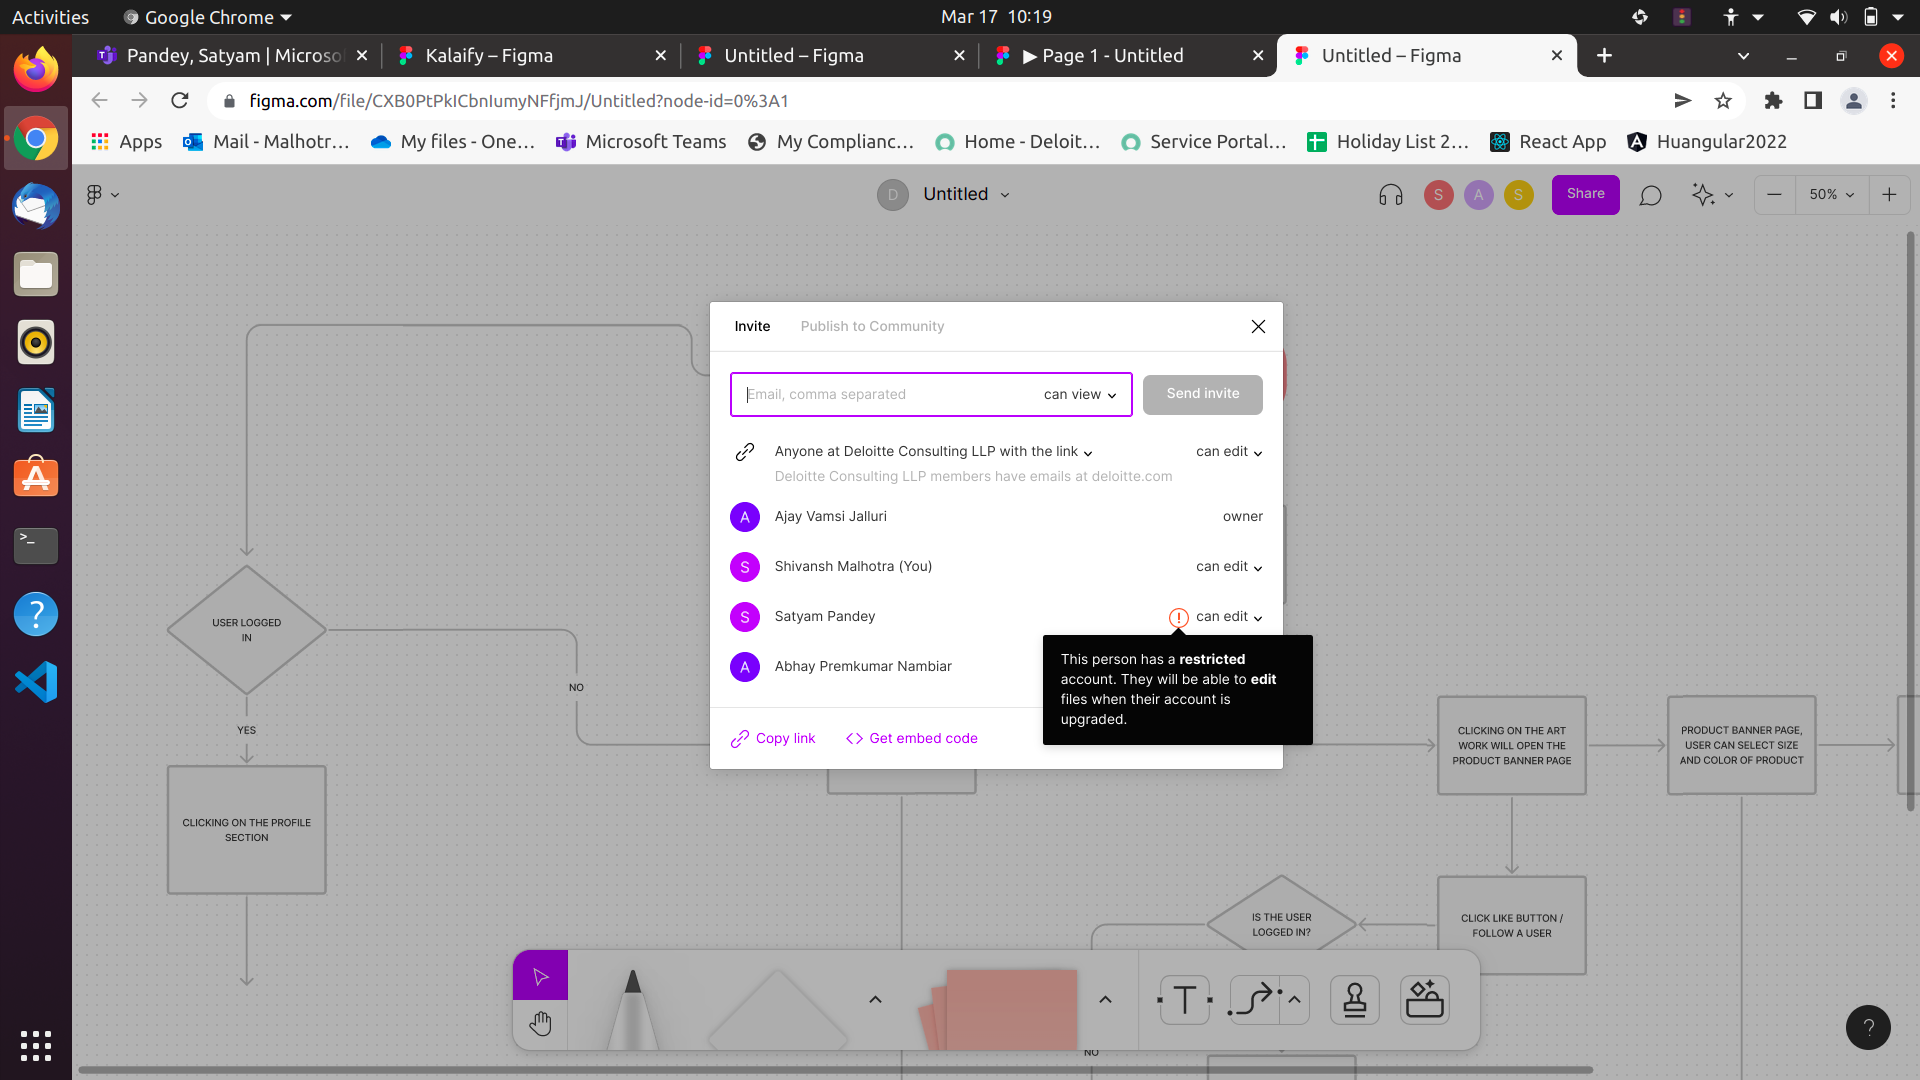 Activities
Google Chrome
Mar 17 10:19
Pandey, Satyam | Microso
Kalaify – Figma
Untitled – Figma
▶ Page 1 - Untitled
Untitled – Figma
figma.com/file/CXB0PtPkICbnIumyNFfjmJ/Untitled?node-id=0%3A1
Apps
Mail - Malhotr…
My files - One…
Microsoft Teams
My Complianc…
Home - Deloit…
Service Portal…
Holiday List 2…
React App
Huangular2022
D
Untitled
S
A
S
Share
50%
Invite
Publish to Community
Email, comma separated
can view
Send invite
Anyone at Deloitte Consulting LLP with the link
can edit
Deloitte Consulting LLP members have emails at deloitte.com
A
Ajay Vamsi Jalluri
owner
S
Shivansh Malhotra (You)
can edit
S
Satyam Pandey
can edit
A
Abhay Premkumar Nambiar
This person has a restricted
account. They will be able to edit
files when their account is
upgraded.
Copy link
Get embed code
USER LOGGED
IN
NO
YES
CLICKING ON THE PROFILE
SECTION
CLICKING ON THE ART
WORK WILL OPEN THE
PRODUCT BANNER PAGE
PRODUCT BANNER PAGE,
USER CAN SELECT SIZE
AND COLOR OF PRODUCT
IS THE USER
LOGGED IN?
CLICK LIKE BUTTON /
FOLLOW A USER
T
NO
?